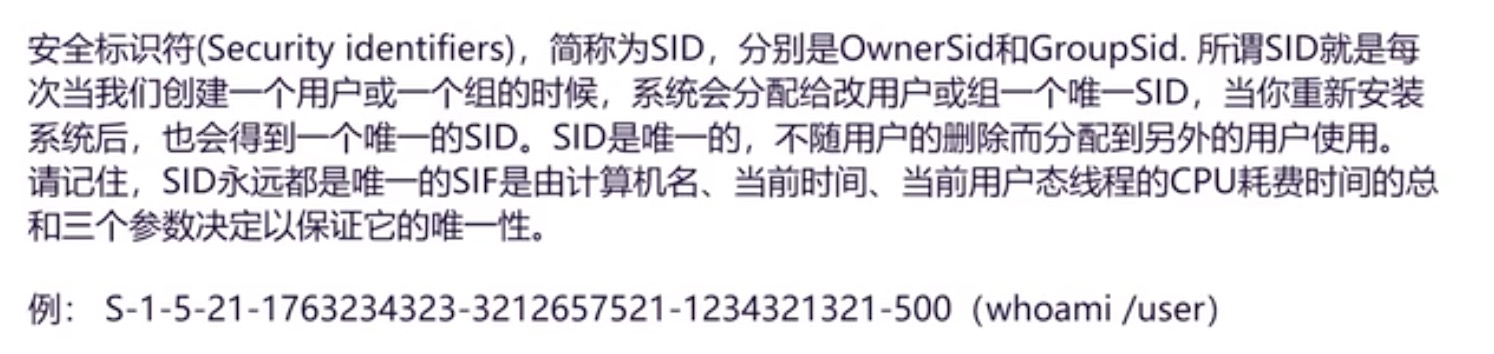 安全标识符(Security identifiers)，简称为SID，分别是OwnerSid和GroupSid. 所谓SID就是每
次当我们创建一个用户或一个组的时候，系统会分配给改用户或组一个唯一SID，当你重新安装
系统后，也会得到一个唯一的SID。SID是唯一的，不随用户的删除而分配到另外的用户使用。
请记住，SID永远都是唯一的SIF是由计算机名、当前时间、当前用户态线程的CPU耗费时间的总
和三个参数决定以保证它的唯一性。
例： S-1-5-21-1763234323-3212657521-1234321321-500（whoami /user）